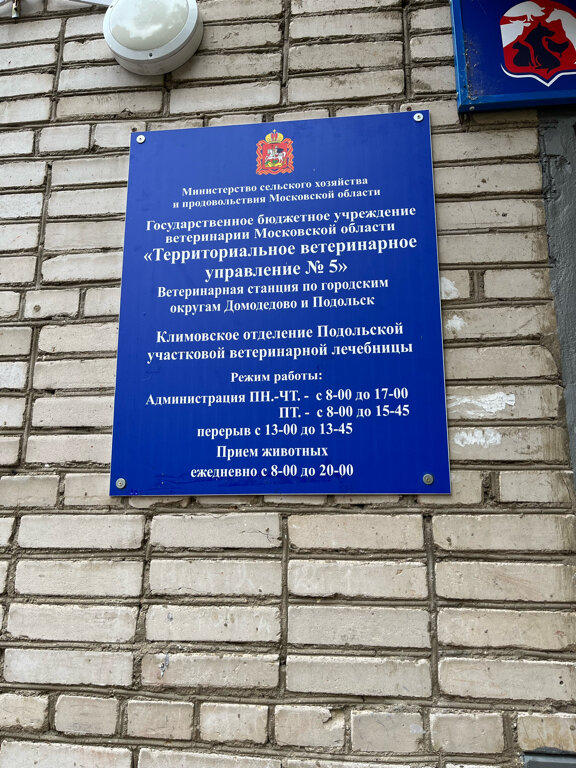 Министерство сельского хозяйства
и продовольствия Московской области
Государственное бюджетное учреждение
ветеринарии Московской области
«Территориальное ветеринарное
управление № 5»
Ветеринарная станция по городским
округам Домодедово и Подольск
Климовское отделение Подольской
участковой ветеринарной лечебницы
Режим работы:
Администрация ПН.-ЧТ. - с 8-00 до 17-00
ПТ. - с 8-00 до 15-45
перерыв с 13-00 до 13-45
Прием животных
ежедневно с 8-00 до 20-00